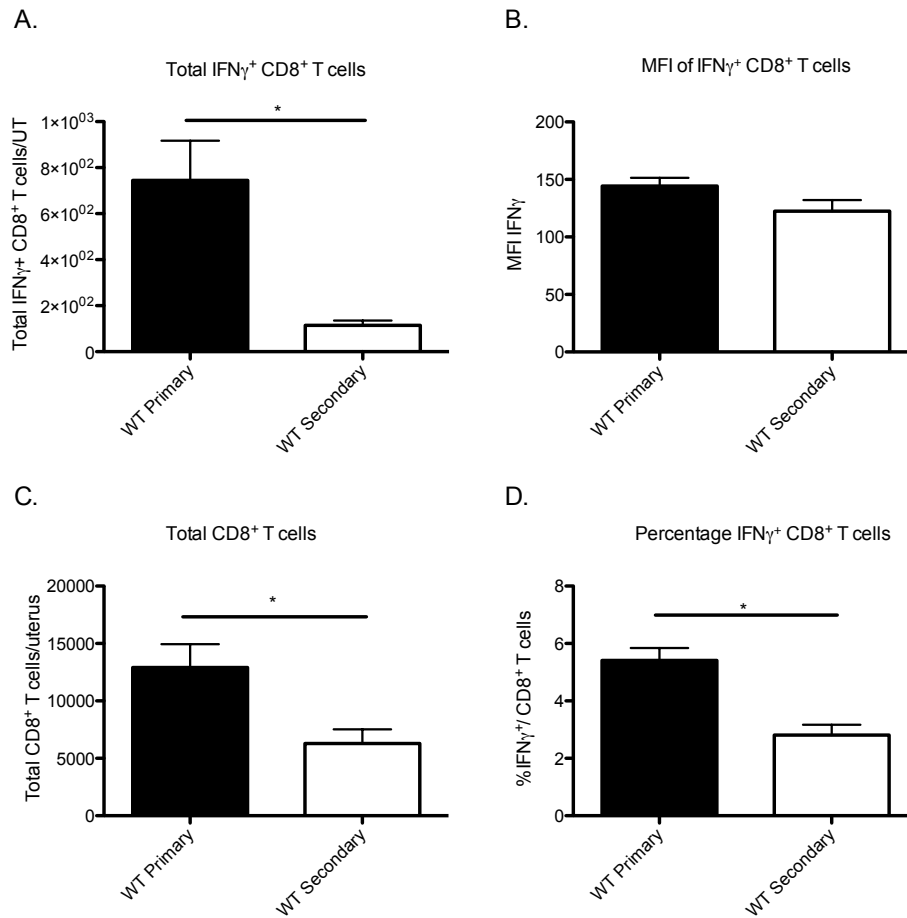 A.
Total IFNγ⁺ CD8⁺ T cells
Total IFNγ+ CD8⁺ T cells/UT
1×10⁰³
8×10⁰²
6×10⁰²
4×10⁰²
2×10⁰²
0
*
WT Primary
WT Secondary
B.
MFI of IFNγ⁺ CD8⁺ T cells
MFI IFNγ
200
150
100
50
0
WT Primary
WT Secondary
C.
Total CD8⁺ T cells
Total CD8⁺ T cells/uterus
20000
15000
10000
5000
0
*
WT Primary
WT Secondary
D.
Percentage IFNγ⁺ CD8⁺ T cells
%IFNγ⁺/ CD8⁺ T cells
8
6
4
2
0
*
WT Primary
WT Secondary